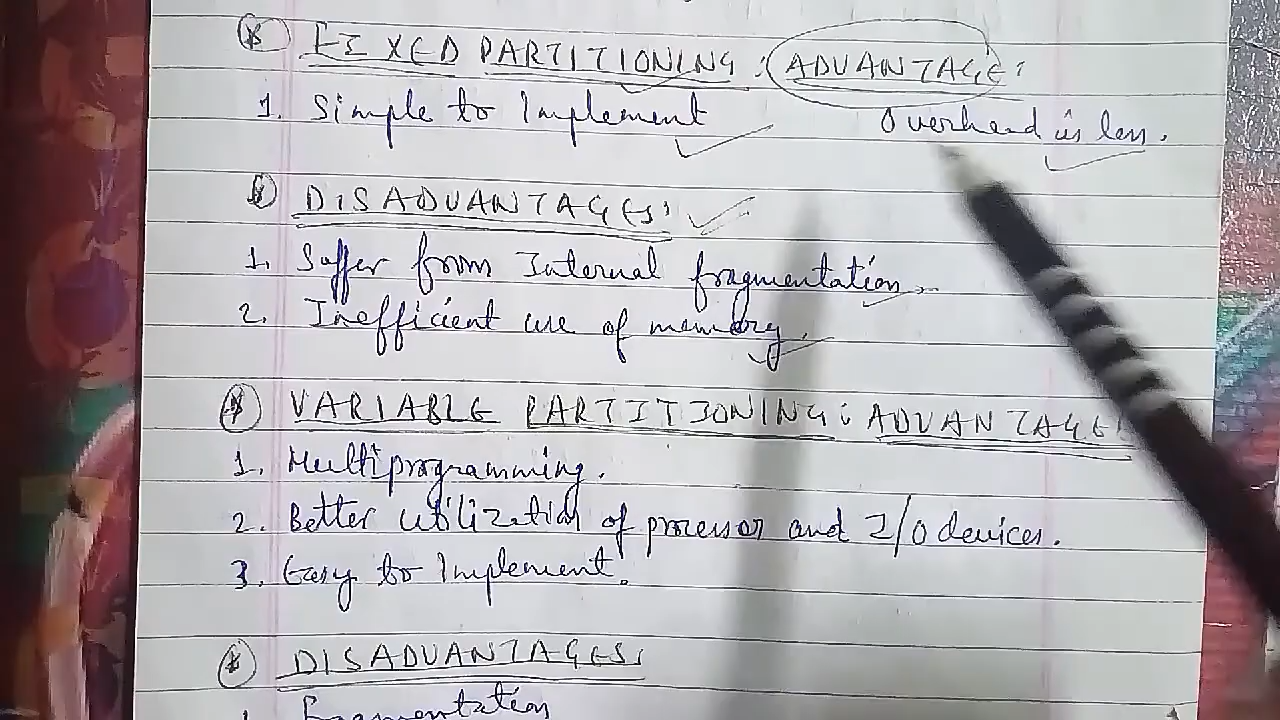 * FIXED PARTITIONING : ADVANTAGE:
1. Simple to Implement Overhead is less.
* DISADVANTAGES:
1. Suffer from Internal fragmentation.
2. Inefficient use of memory.
* VARIABLE PARTITIONING: ADVANTAGE:
1. Multiprogramming.
2. Better utilization of processor and I/O devices.
3. Easy to Implement.
* DISADVANTAGES:
1. Fragmentation